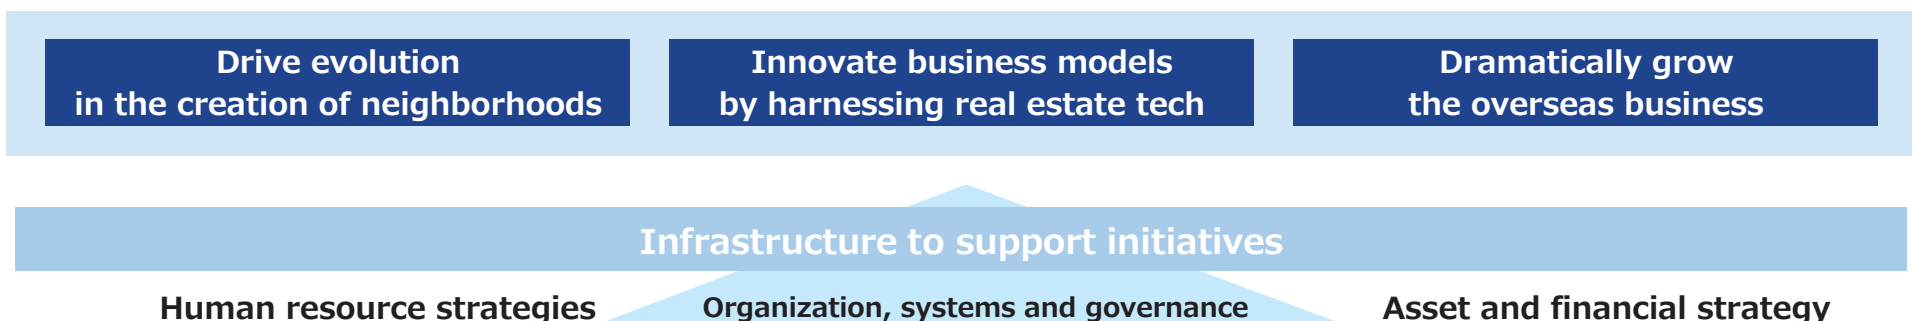 Drive evolution
in the creation of neighborhoods
Innovate business models
by harnessing real estate tech
Dramatically grow
the overseas business
Infrastructure to support initiatives
Human resource strategies
Organization, systems and governance
Asset and financial strategy